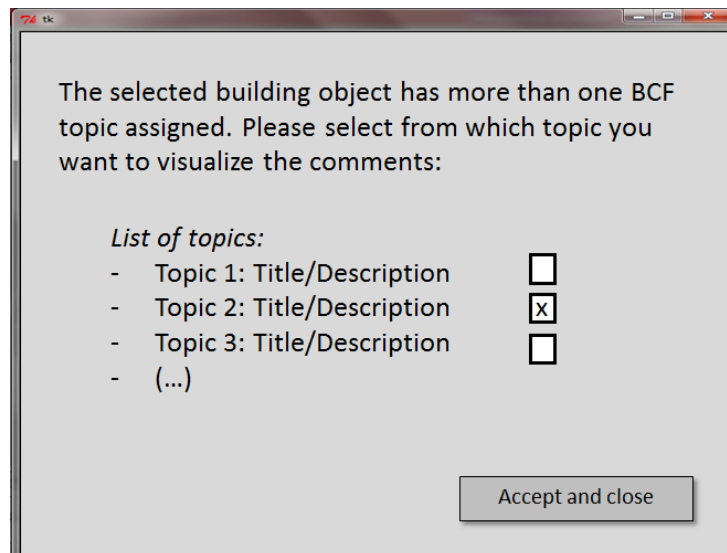 tk
The selected building object has more than one BCF
topic assigned. Please select from which topic you
want to visualize the comments:
List of topics:
- Topic 1: Title/Description
- Topic 2: Title/Description x
- Topic 3: Title/Description
- (...)
Accept and close